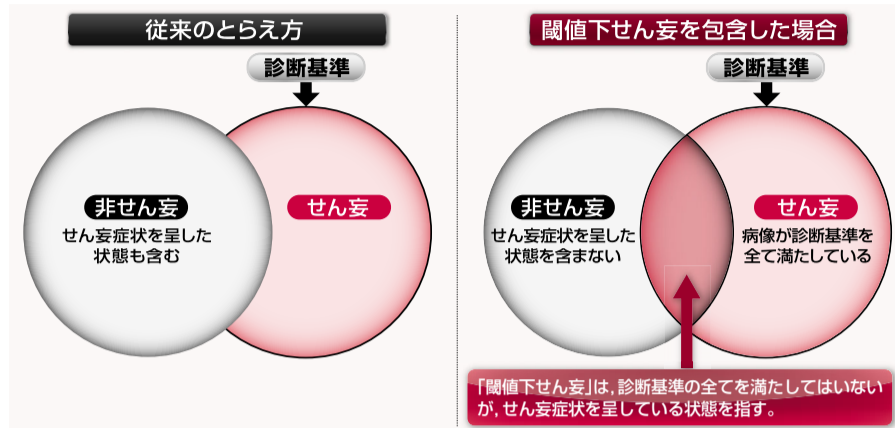 従来のとらえ方
診断基準
非せん妄
せん妄症状を呈した
状態も含む
せん妄
閾値下せん妄を包含した場合
診断基準
非せん妄
せん妄症状を呈した
状態を含まない
せん妄
病像が診断基準を
全て満たしている
「閾値下せん妄」は,診断基準の全てを満たしてはいない
が,せん妄症状を呈している状態を指す。